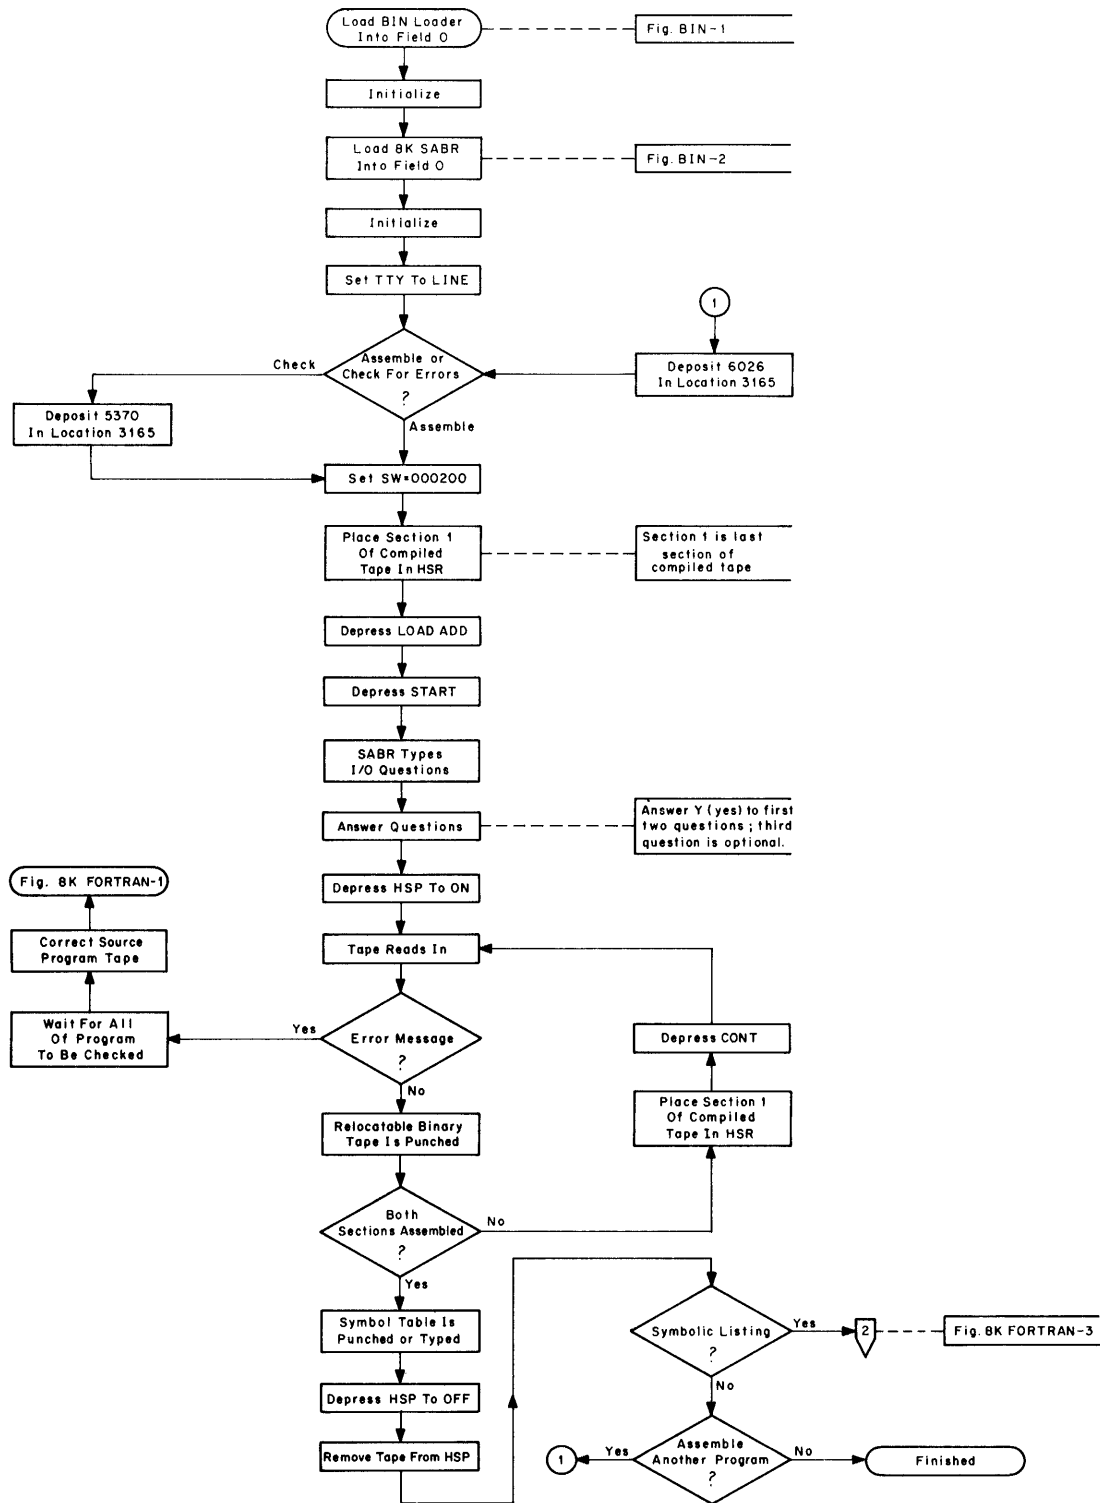 Load BIN Loader
Into Field O
Fig. BIN-1
Initialize
Load 8K SABR
Into Field O
Fig. BIN-2
Initialize
Set TTY To LINE
1
Assemble or
Check For Errors
?
Check
Assemble
Deposit 6026
In Location 3165
Deposit 5370
In Location 3165
Set SW=000200
Place Section 1
Of Compiled
Tape In HSR
Section 1 is last
section of
compiled tape
Depress LOAD ADD
Depress START
SABR Types
I/O Questions
Answer Questions
Answer Y (yes) to first
two questions; third
question is optional.
Depress HSP To ON
Fig. 8K FORTRAN-1
Correct Source
Program Tape
Wait For All
Of Program
To Be Checked
Tape Reads In
Yes
Error Message
?
No
Depress CONT
Place Section 1
Of Compiled
Tape In HSR
Relocatable Binary
Tape Is Punched
Both
Sections Assembled
?
No
Yes
Symbol Table Is
Punched or Typed
Depress HSP To OFF
Remove Tape From HSP
Symbolic Listing
?
Yes
2
Fig. 8K FORTRAN-3
No
Assemble
Another Program
?
Yes
1
No
Finished